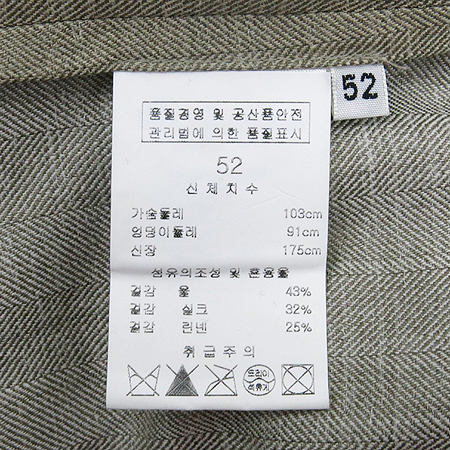 52
품질경영 및 공산품안전
관리법에 의한 품질표시
52
신체치수
가슴둘레 103cm
엉덩이둘레 91cm
신장 175cm
섬유의조성 및 혼용율
겉감 울 43%
겉감 실크 32%
겉감 린넨 25%
취급주의
드라이
석유계